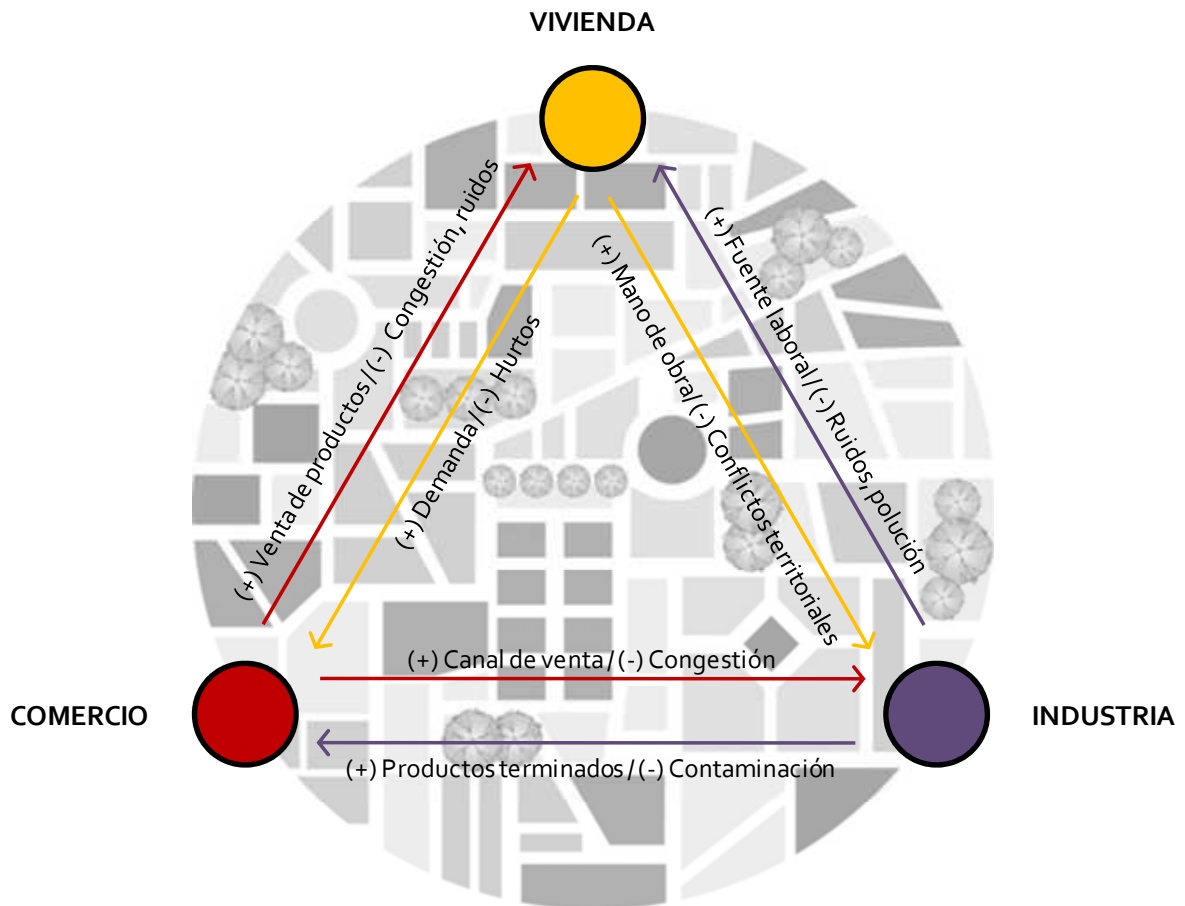 VIVIENDA
(+) Venta de productos / (-) Congestión, ruidos
(+) Demanda / (-) Hurtos
(+) Mano de obra/ (-) Conflictos territoriales
(+) Fuente laboral / (-) Ruidos, polución
(+) Canal de venta / (-) Congestión
COMERCIO
INDUSTRIA
(+) Productos terminados / (-) Contaminación